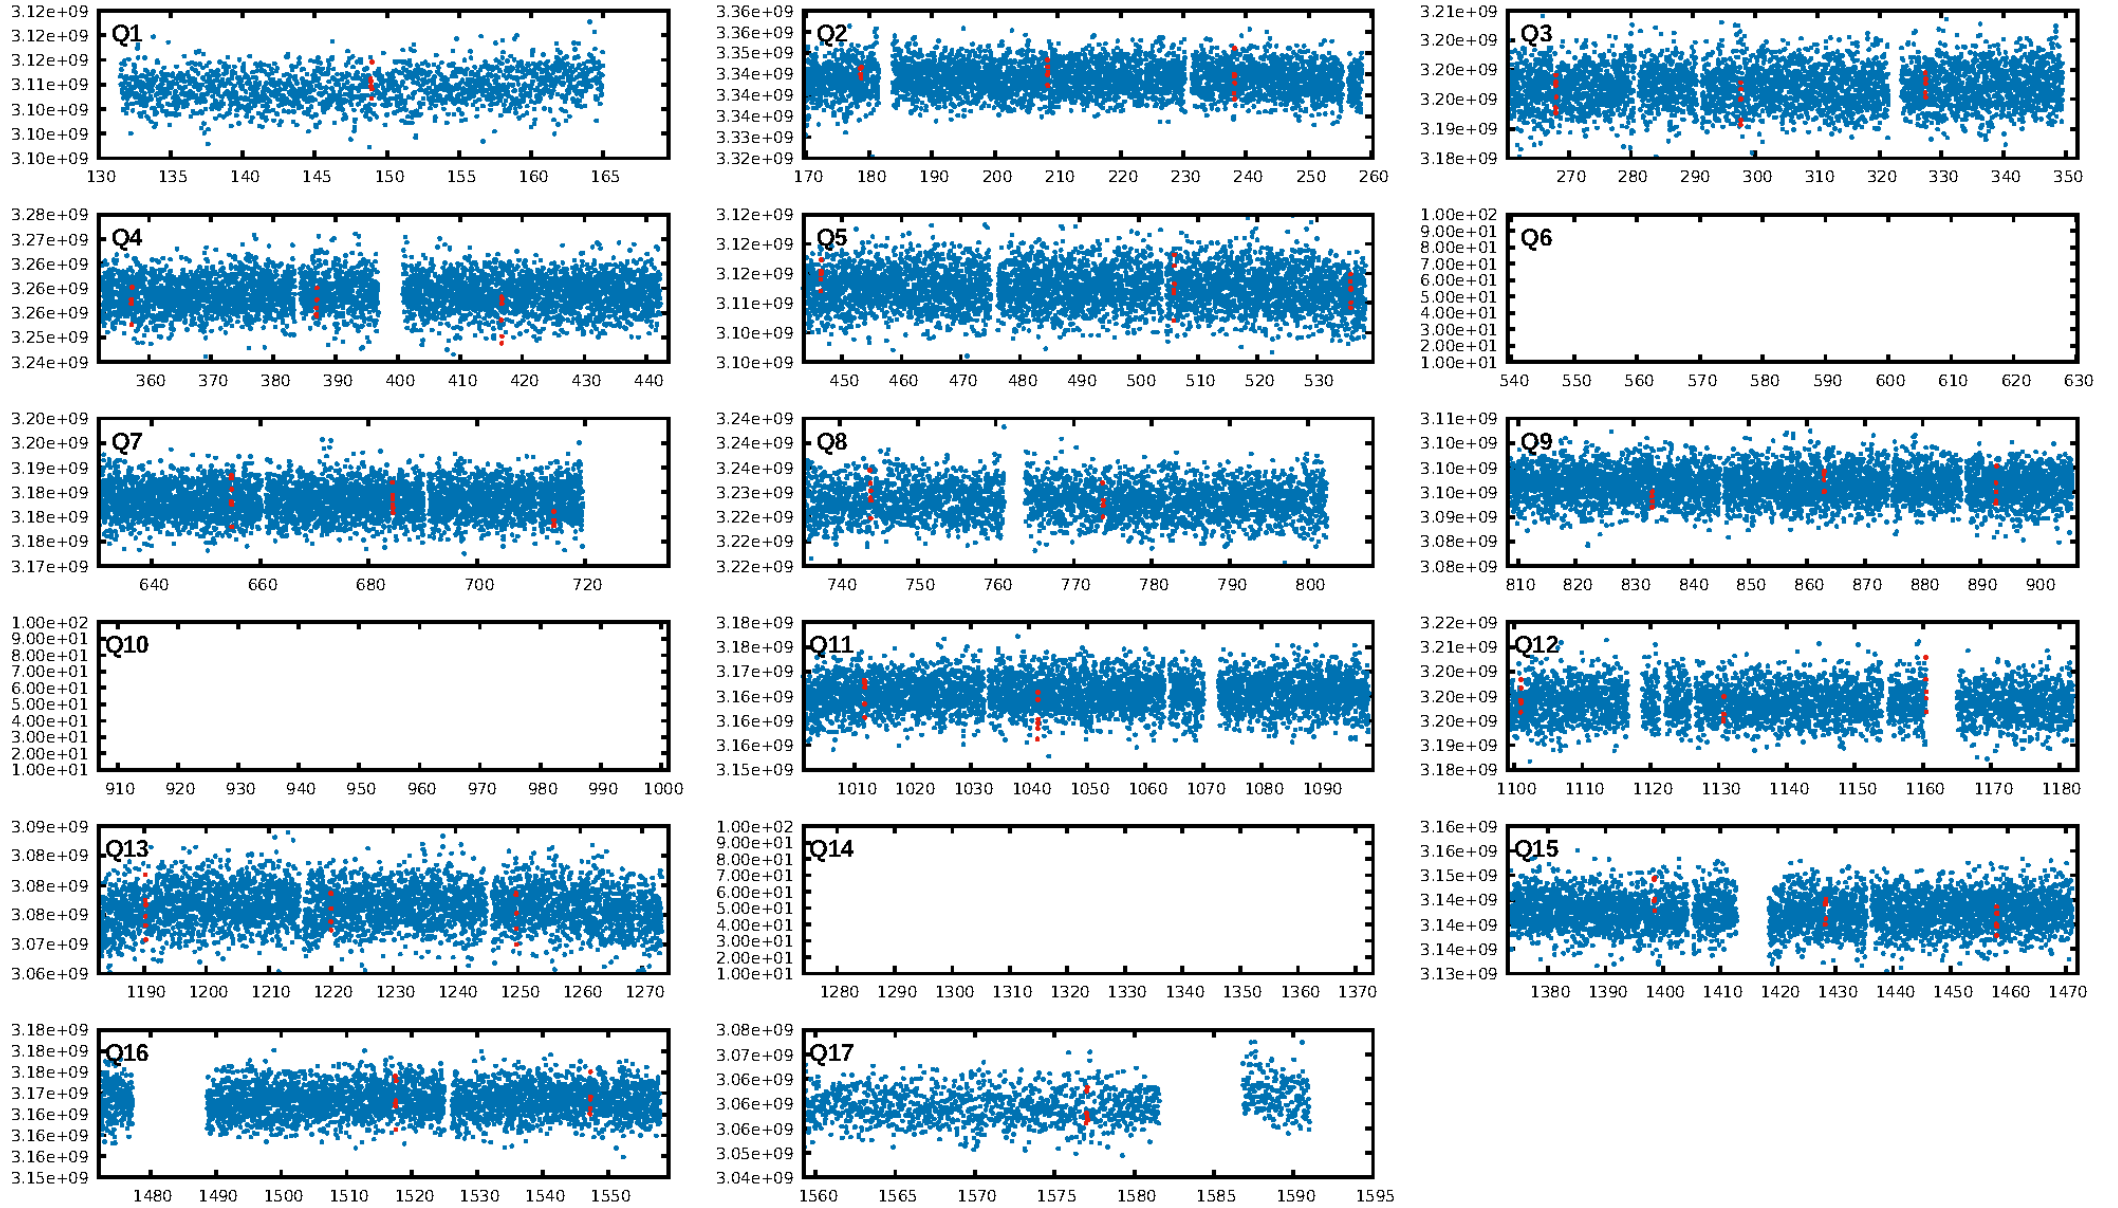 3.12e+09 3.36e+09 3.21e+09
Q1 Q2 Q3
3.12e+09 3.36e+09 3.20e+09
3.12e+09 3.35e+09 3.20e+09
3.11e+09 3.34e+09 3.20e+09
3.10e+09 3.34e+09 3.19e+09
3.10e+09 3.34e+09 3.18e+09
3.10e+09 3.33e+09
3.32e+09
130 135 140 145 150 155 160 165
170 180 190 200 210 220 230 240 250 260
270 280 290 300 310 320 330 340 350
3.28e+09 3.12e+09 1.00e+02
Q4 Q5 Q6
3.27e+09 3.12e+09 9.00e+01
3.26e+09 3.12e+09 8.00e+01
3.26e+09 3.11e+09 7.00e+01
3.26e+09 3.10e+09 6.00e+01
3.25e+09 3.10e+09 5.00e+01
3.24e+09 4.00e+01
3.00e+01
2.00e+01
1.00e+01
360 370 380 390 400 410 420 430 440
450 460 470 480 490 500 510 520 530
540 550 560 570 580 590 600 610 620 630
3.20e+09 3.24e+09 3.11e+09
Q7 Q8 Q9
3.20e+09 3.24e+09 3.10e+09
3.19e+09 3.24e+09 3.10e+09
3.18e+09 3.23e+09 3.10e+09
3.18e+09 3.22e+09 3.09e+09
3.18e+09 3.22e+09 3.08e+09
3.17e+09 3.22e+09 3.08e+09
640 660 680 700 720
740 750 760 770 780 790 800
810 820 830 840 850 860 870 880 890 900
1.00e+02 3.18e+09 3.22e+09
Q10 Q11 Q12
9.00e+01 3.18e+09 3.20e+09
8.00e+01 3.17e+09 3.20e+09
7.00e+01 3.16e+09 3.20e+09
6.00e+01 3.16e+09 3.19e+09
5.00e+01 3.16e+09 3.18e+09
4.00e+01 3.15e+09
3.00e+01
2.00e+01
1.00e+01
910 920 930 940 950 960 970 980 990 1000
1010 1020 1030 1040 1050 1060 1070 1080 1090
1100 1110 1120 1130 1140 1150 1160 1170 1180
3.09e+09 1.00e+02 3.16e+09
Q13 Q14 Q15
3.08e+09 9.00e+01 3.16e+09
3.08e+09 8.00e+01 3.15e+09
3.08e+09 7.00e+01 3.14e+09
3.07e+09 6.00e+01 3.14e+09
3.06e+09 5.00e+01 3.14e+09
4.00e+01 3.13e+09
3.00e+01
2.00e+01
1.00e+01
1190 1200 1210 1220 1230 1240 1250 1260 1270
1280 1290 1300 1310 1320 1330 1340 1350 1360 1370
1380 1390 1400 1410 1420 1430 1440 1450 1460 1470
3.18e+09 3.08e+09
Q16 Q17
3.18e+09 3.07e+09
3.18e+09 3.06e+09
3.17e+09 3.06e+09
3.16e+09 3.06e+09
3.16e+09 3.05e+09
3.16e+09 3.04e+09
3.15e+09
1480 1490 1500 1510 1520 1530 1540 1550
1560 1565 1570 1575 1580 1585 1590 1595